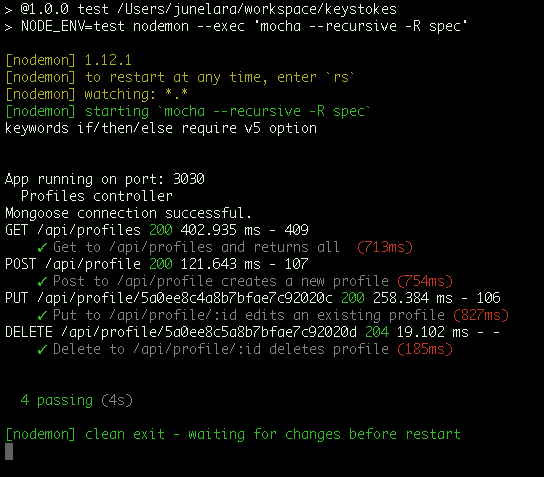 > @1.0.0 test /Users/junelara/workspace/keystokes
> NODE_ENV=test nodemon --exec 'mocha --recursive -R spec'
[nodemon] 1.12.1
[nodemon] to restart at any time, enter `rs`
[nodemon] watching: *.*
[nodemon] starting `mocha --recursive -R spec`
keywords if/then/else require v5 option
App running on port: 3030
Profiles controller
Mongoose connection successful.
GET /api/profiles 200 402.935 ms - 409
✓ Get to /api/profiles and returns all (713ms)
POST /api/profile 200 121.643 ms - 107
✓ Post to /api/profile creates a new profile (754ms)
PUT /api/profile/5a0ee8c4a8b7bfae7c92020c 200 258.384 ms - 106
✓ Put to /api/profile/:id edits an existing profile (827ms)
DELETE /api/profile/5a0ee8c5a8b7bfae7c92020d 204 19.102 ms - -
✓ Delete to /api/profile/:id deletes profile (185ms)
4 passing (4s)
[nodemon] clean exit - waiting for changes before restart